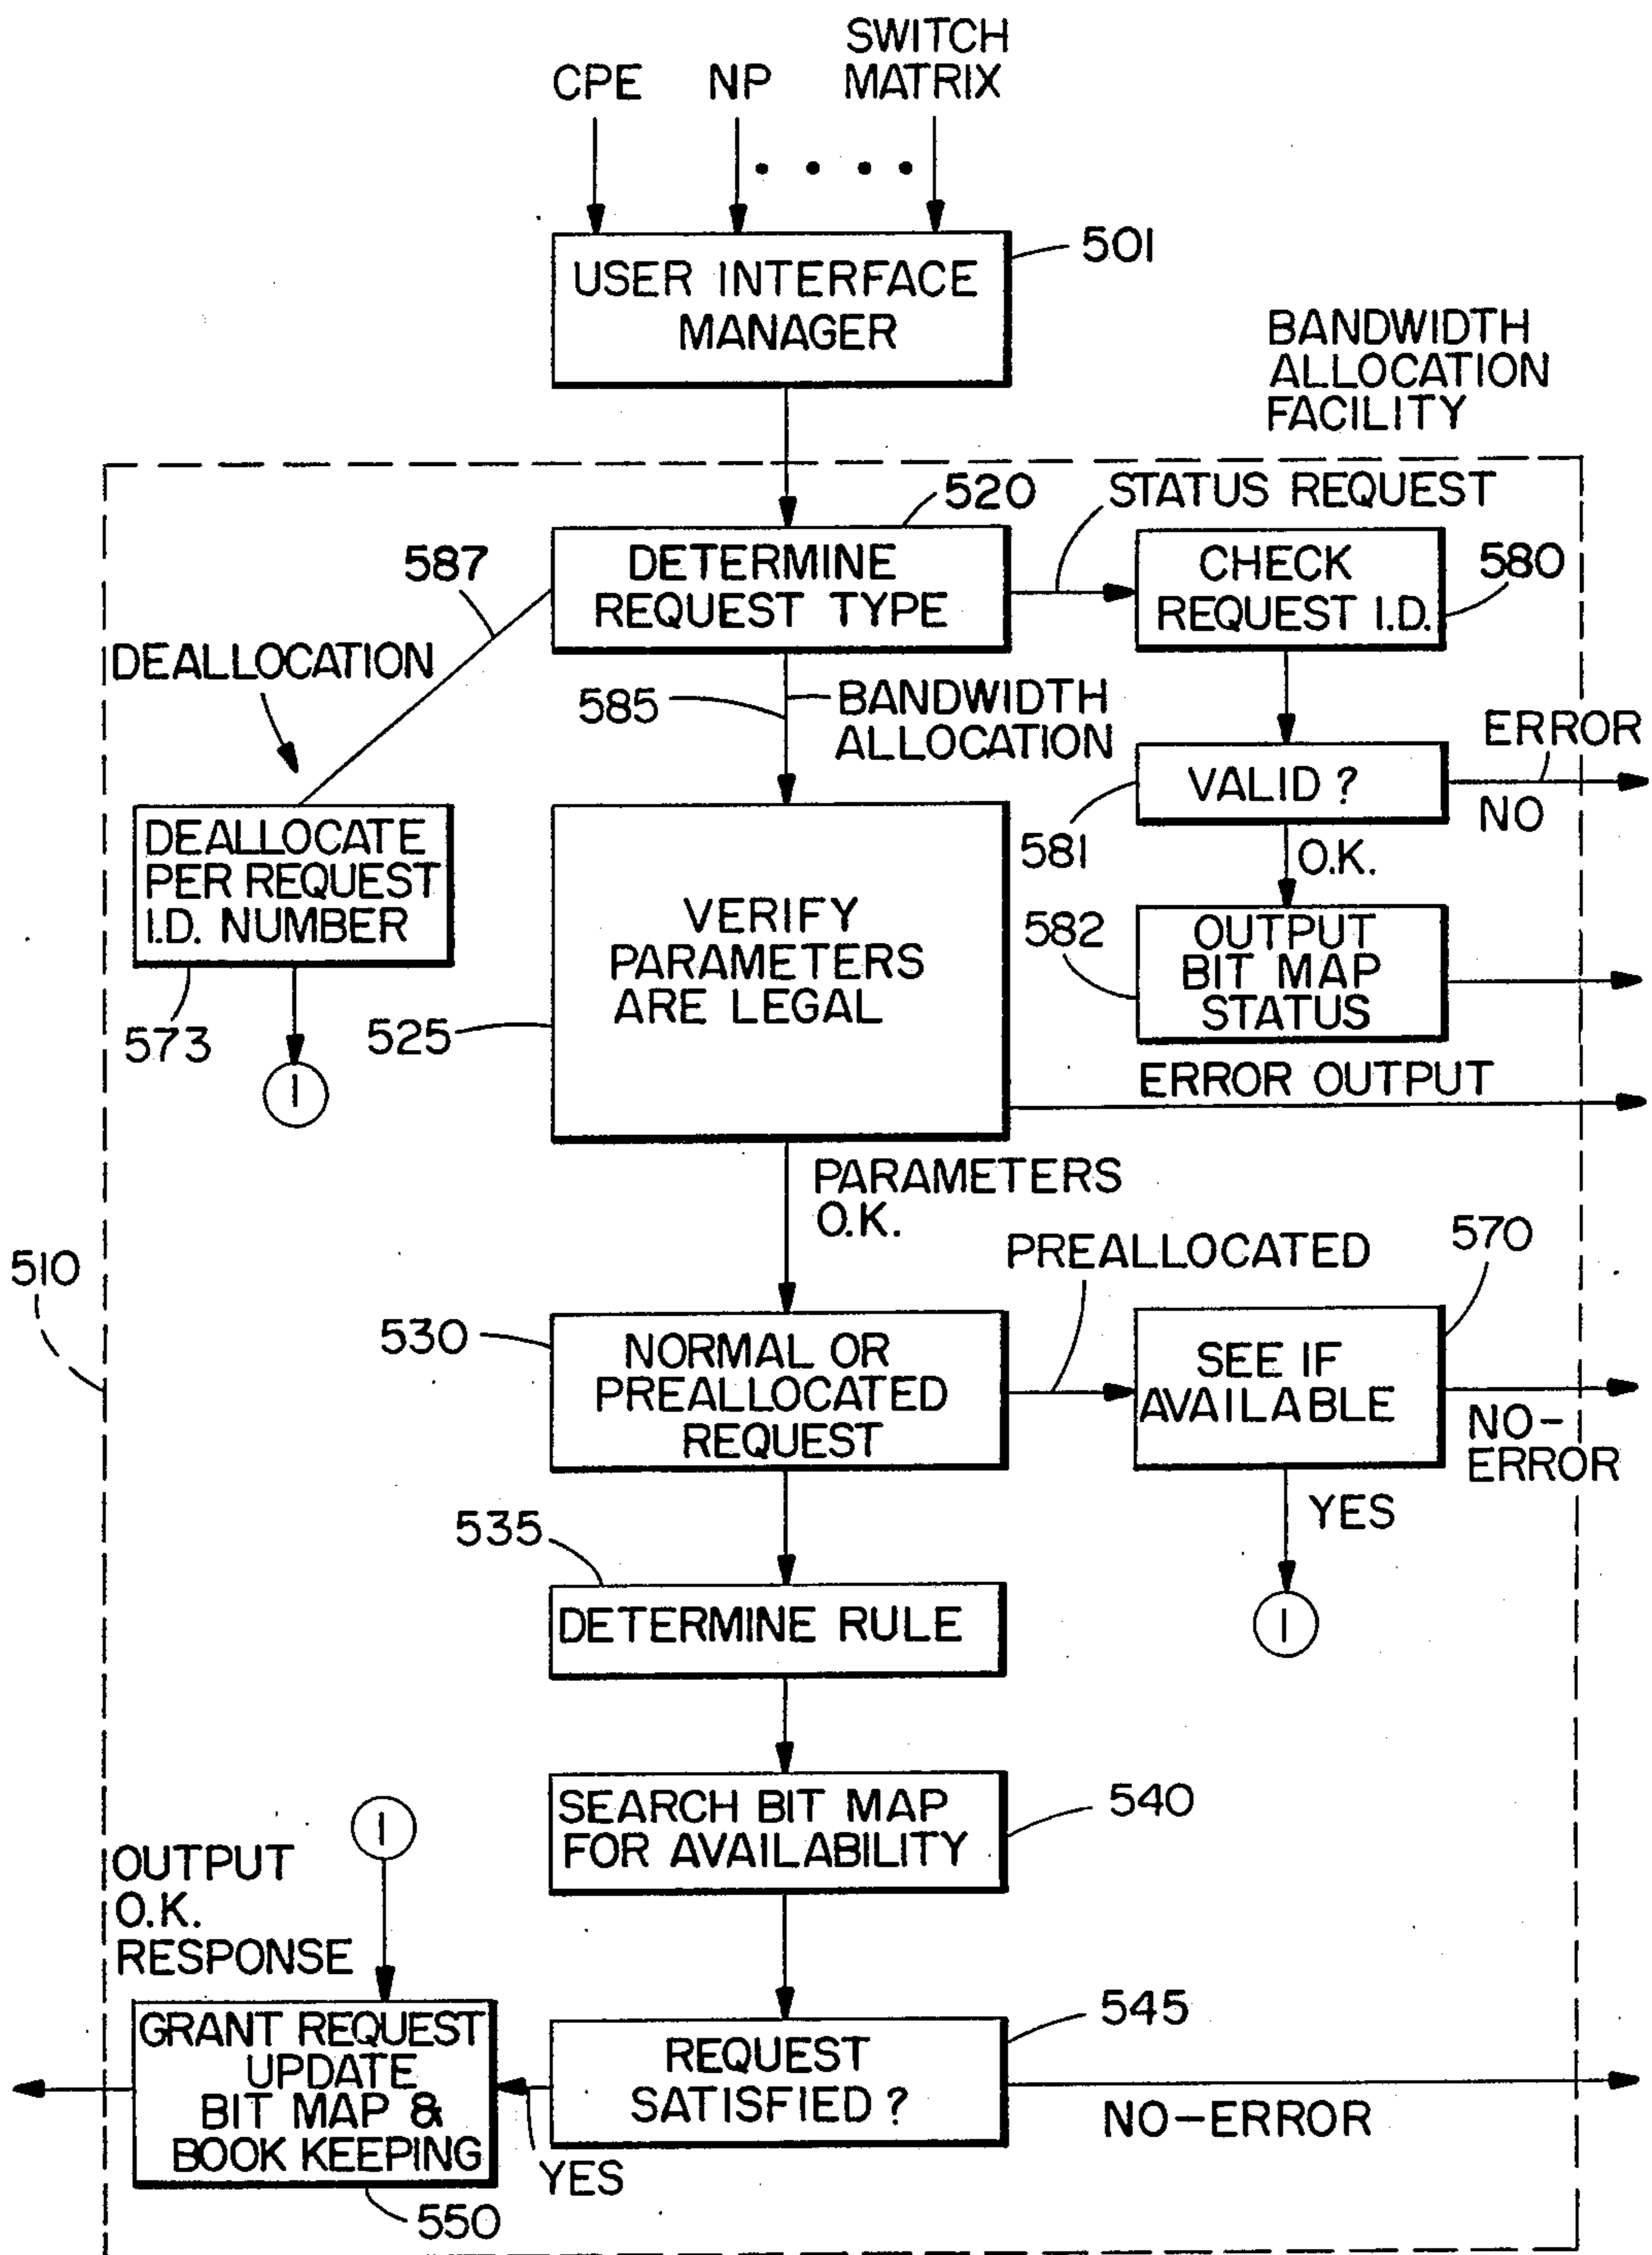 CPE
NP
SWITCH
MATRIX
USER INTERFACE
MANAGER
501
BANDWIDTH
ALLOCATION
FACILITY
520
STATUS REQUEST
587
DETERMINE
REQUEST TYPE
CHECK
REQUEST I.D.
580
DEALLOCATION
585
BANDWIDTH
ALLOCATION
ERROR
VALID ?
NO
581
O.K.
DEALLOCATE
PER REQUEST
I.D. NUMBER
573
VERIFY
PARAMETERS
ARE LEGAL
525
582
OUTPUT
BIT MAP
STATUS
1
ERROR OUTPUT
PARAMETERS
O.K.
510
PREALLOCATED
570
530
NORMAL OR
PREALLOCATED
REQUEST
SEE IF
AVAILABLE
NO-
ERROR
YES
535
DETERMINE RULE
1
SEARCH BIT MAP
FOR AVAILABILITY
540
1
OUTPUT
O.K.
RESPONSE
GRANT REQUEST
UPDATE
BIT MAP &
BOOK KEEPING
550
REQUEST
SATISFIED ?
545
YES
NO-ERROR